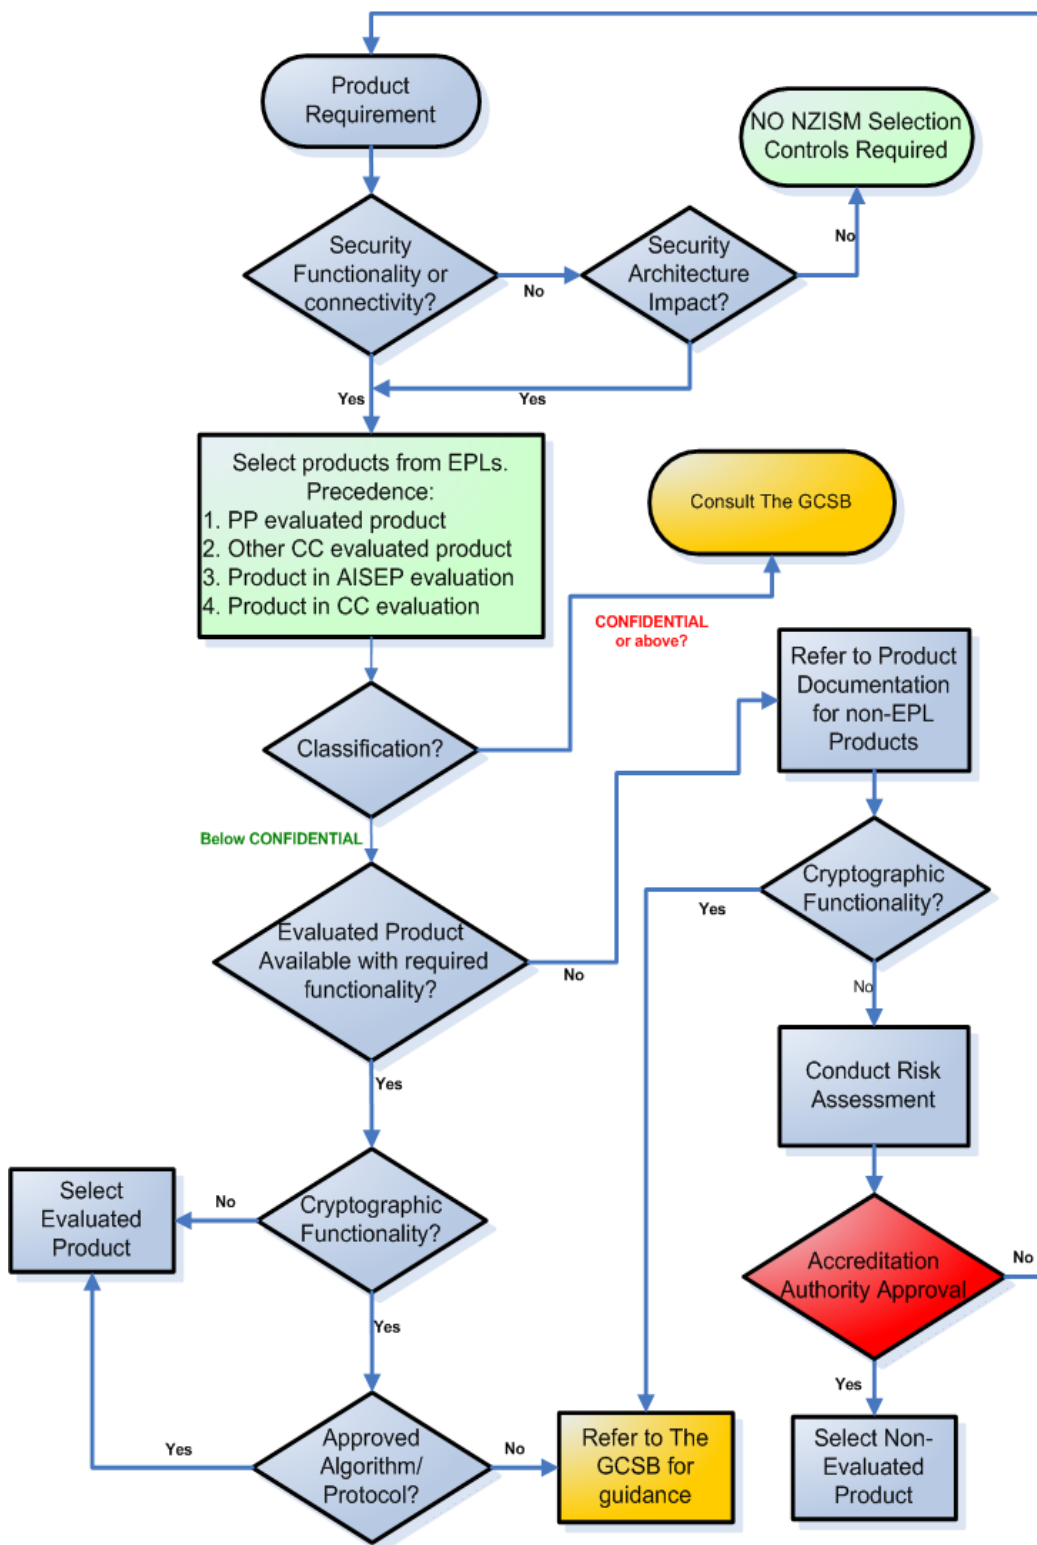 Product
Requirement
NO NZISM Selection
Controls Required
Security
Functionality or
connectivity?
No
Security
Architecture
Impact?
No
Yes
Yes
Select products from EPLs.
Precedence:
1. PP evaluated product
2. Other CC evaluated product
3. Product in AISEP evaluation
4. Product in CC evaluation
Consult The GCSB
CONFIDENTIAL
or above?
Refer to Product
Documentation
for non-EPL
Products
Classification?
Below CONFIDENTIAL
Cryptographic
Functionality?
Yes
Evaluated Product
Available with required
functionality?
No
No
Conduct Risk
Assessment
Yes
Select
Evaluated
Product
No
Cryptographic
Functionality?
Accreditation
Authority Approval
No
Yes
Yes
Approved
Algorithm/
Protocol?
Yes
No
Refer to The
GCSB for
guidance
Select Non-
Evaluated
Product